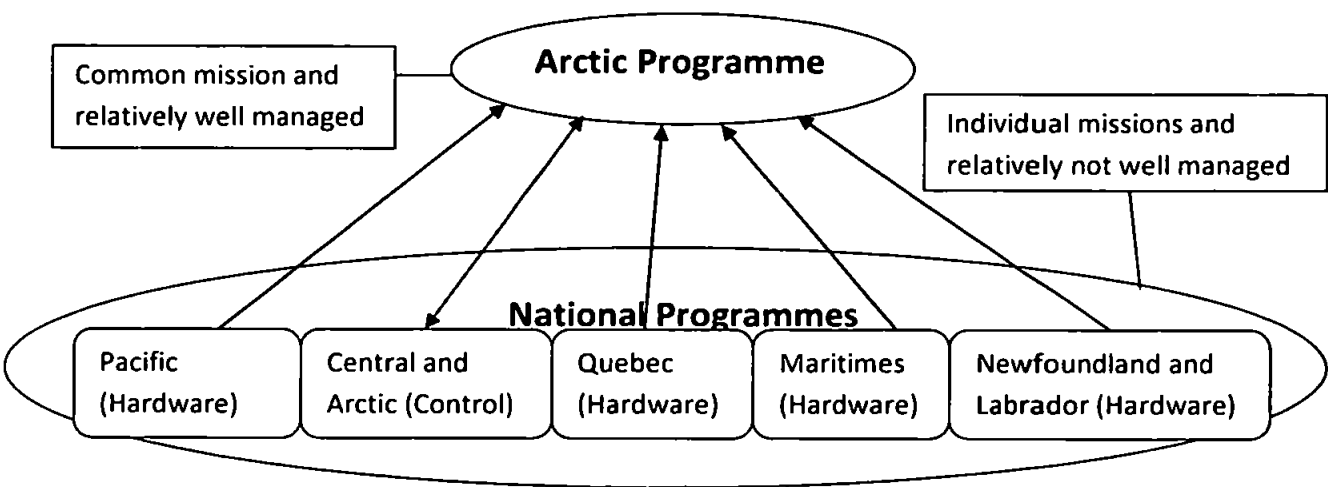 Arctic Programme
Common mission and
relatively well managed
Individual missions and
relatively not well managed
National Programmes
Pacific
(Hardware)
Central and
Arctic (Control)
Quebec
(Hardware)
Maritimes
(Hardware)
Newfoundland and
Labrador (Hardware)